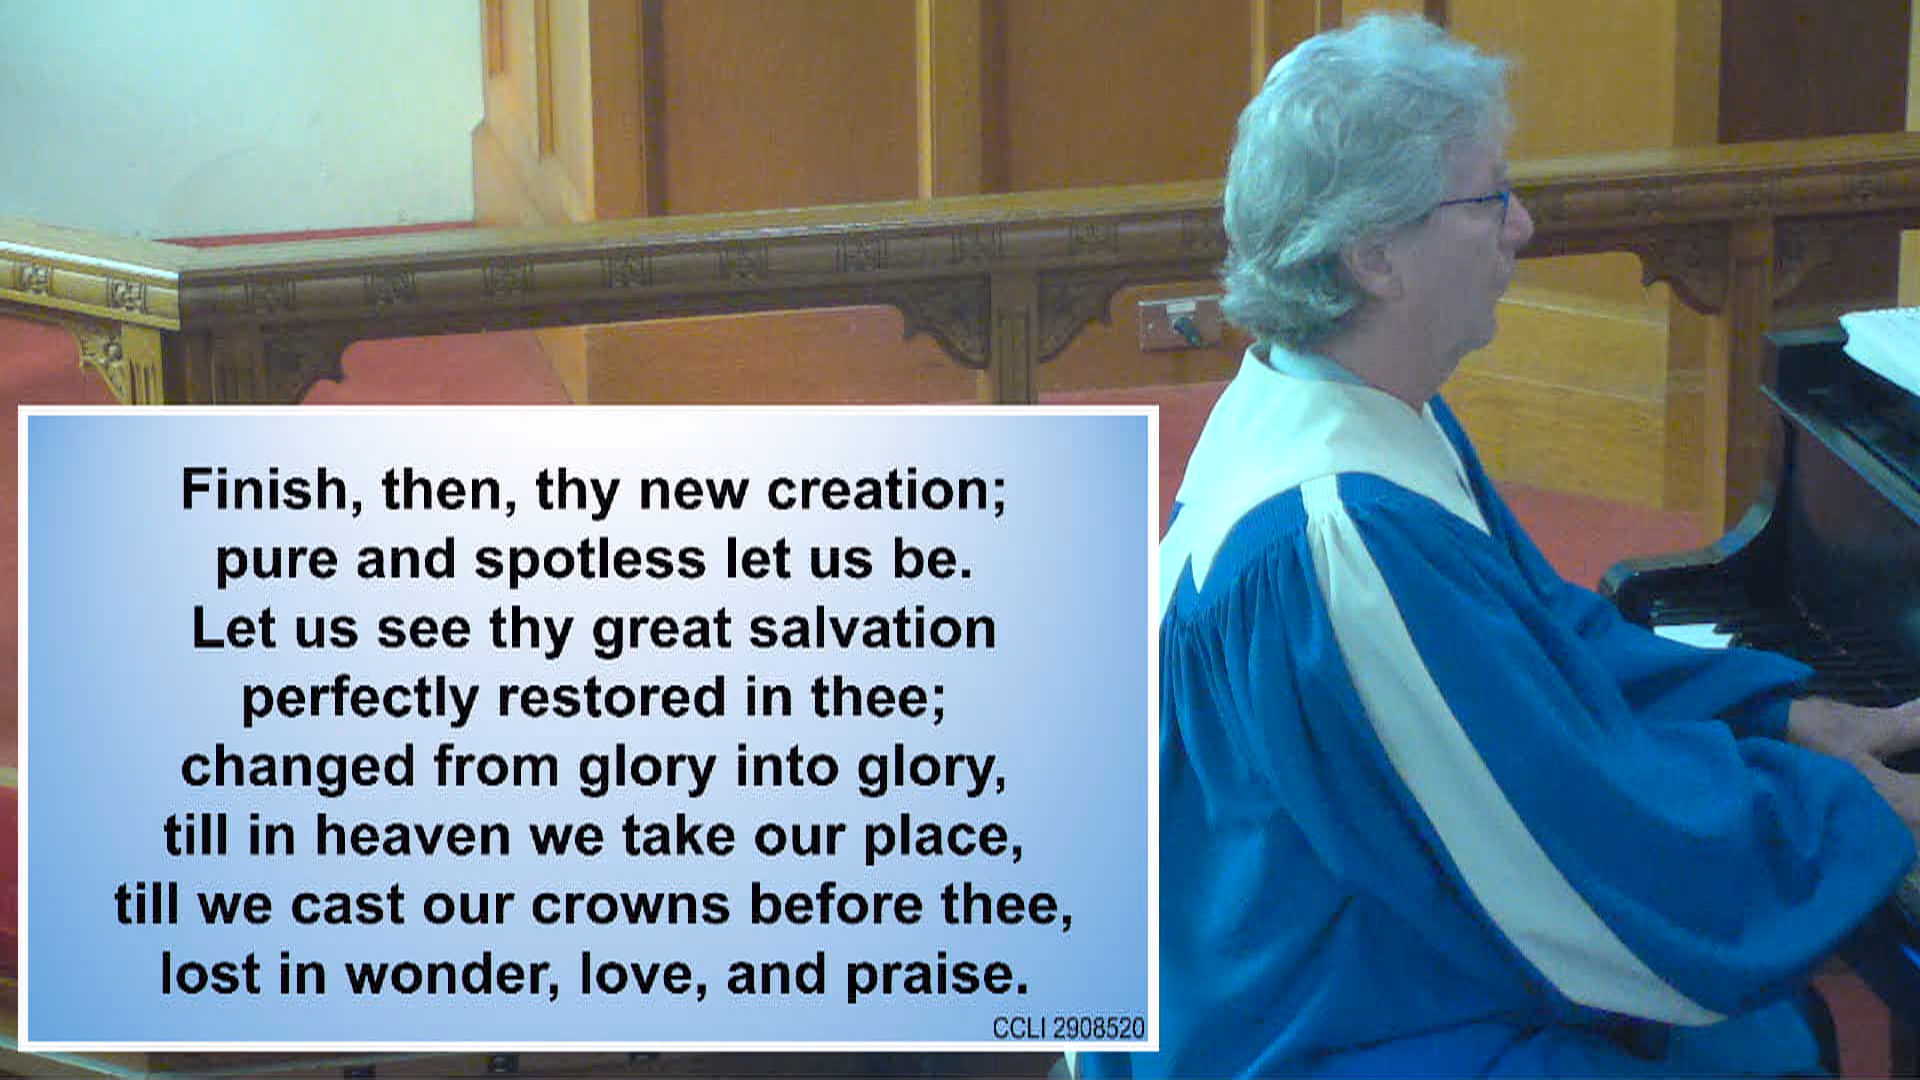 Finish, then, thy new creation;
pure and spotless let us be.
Let us see thy great salvation
perfectly restored in thee;
changed from glory into glory,
till in heaven we take our place,
till we cast our crowns before thee,
lost in wonder, love, and praise.
CCLI 2908520